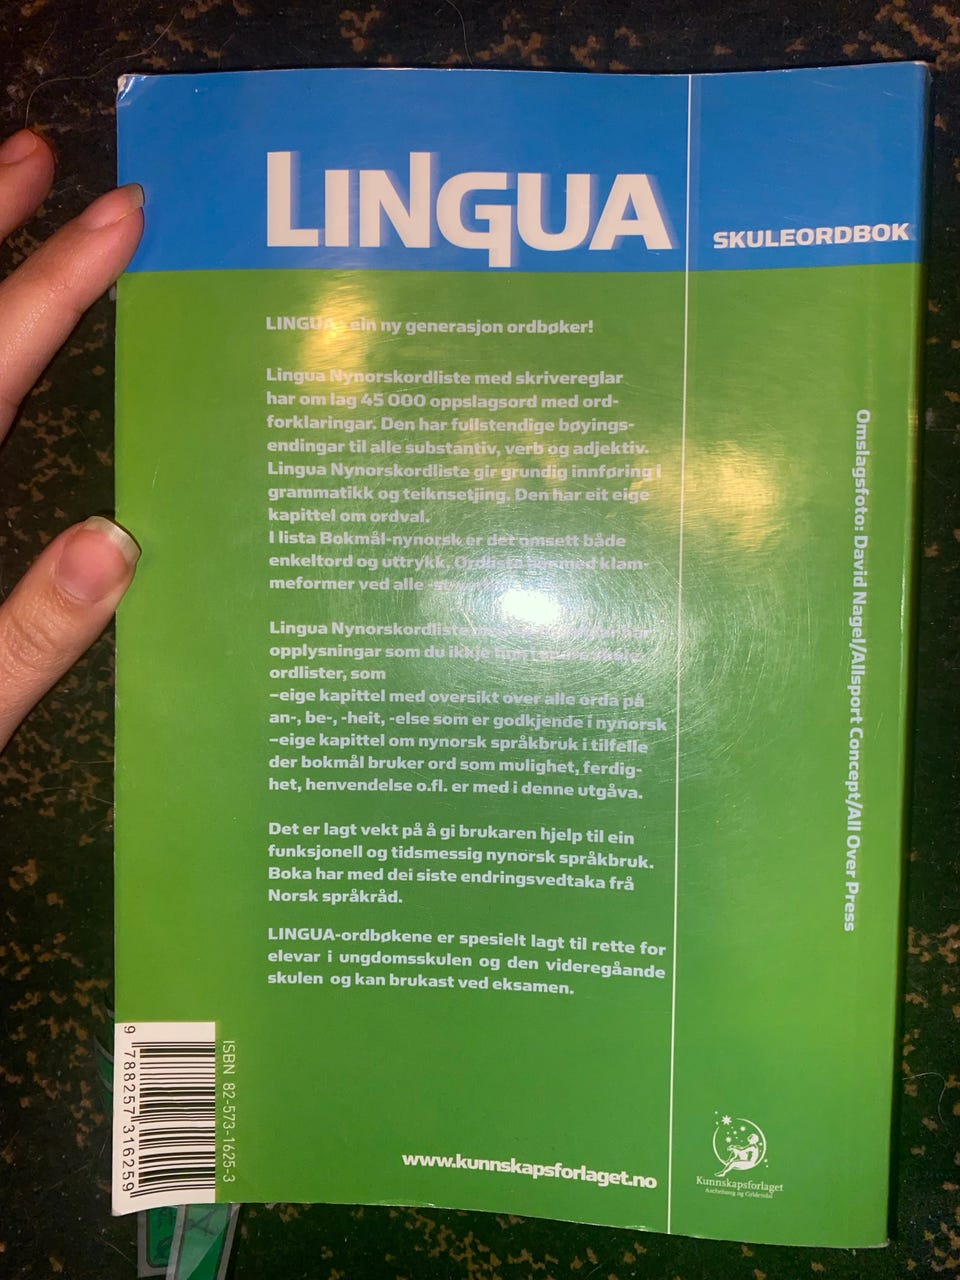 LINGUA
SKULEORDBOK
LINGUA – ein ny generasjon ordbøker!
Lingua Nynorskordliste med skrivereglar
har om lag 45 000 oppslagsord med ord-
forklaringar. Den har fullstendige bøyings-
endingar til alle substantiv, verb og adjektiv.
Lingua Nynorskordliste gir grundig innføring i
grammatikk og teiknsetjing. Den har eit eige
kapittel om ordval.
I lista Bokmål-nynorsk er det omsett både
enkeltord og uttrykk. Ordlista har med klam-
meformer ved alle
Lingua Nynorskordliste
opplysningar som du ikkje
ordlister, som
–eige kapittel med oversikt over alle orda på
an-, be-, -heit, -else som er godkjende i nynorsk
–eige kapittel om nynorsk språkbruk i tilfelle
der bokmål bruker ord som mulighet, ferdig-
het, henvendelse o.fl. er med i denne utgåva.
Det er lagt vekt på å gi brukaren hjelp til ein
funksjonell og tidsmessig nynorsk språkbruk.
Boka har med dei siste endringsvedtaka frå
Norsk språkråd.
LINGUA-ordbøkene er spesielt lagt til rette for
elevar i ungdomsskulen og den videregåande
skulen og kan brukast ved eksamen.
Omslagsfoto: David Nagel/Allsport Concept/All Over Press
ISBN 82-573-1625-3
9 788257 316259
www.kunnskapsforlaget.no
Kunnskapsforlaget
Aschehoug og Gyldendal